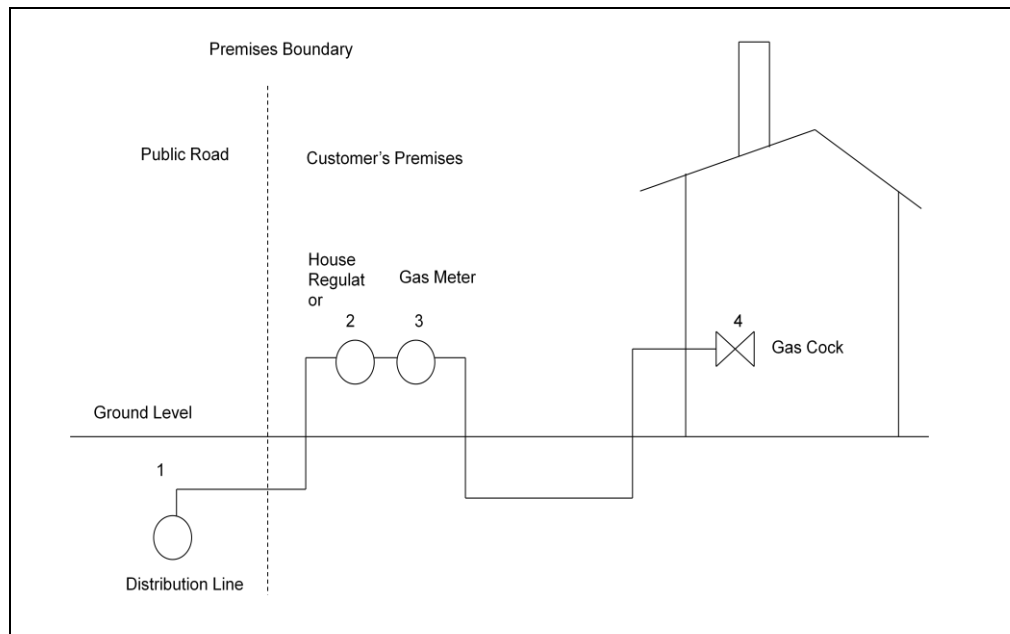 Premises Boundary
Public Road
Customer's Premises
House
Regulat
or
Gas Meter
2
3
4
Gas Cock
Ground Level
1
Distribution Line